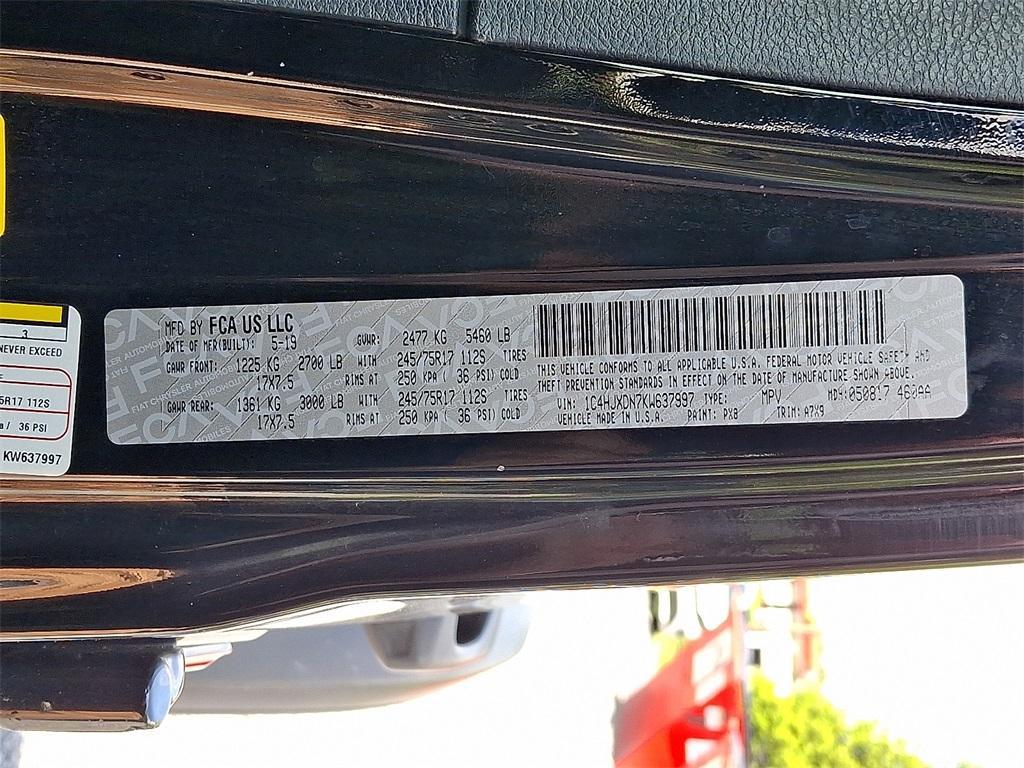 MFD BY FCA US LLC
DATE OF MFR(BUILT): 5-19 GVWR: 2477 KG 5460 LB
GAWR FRONT: 1225 KG 2700 LB WITH 245/75R17 112S TIRES
17X7.5 RIMS AT 250 KPA ( 36 PSI) COLD
GAWR REAR: 1361 KG 3000 LB WITH 245/75R17 112S TIRES
17X7.5 RIMS AT 250 KPA ( 36 PSI) COLD
THIS VEHICLE CONFORMS TO ALL APPLICABLE U.S.A. FEDERAL MOTOR VEHICLE SAFETY AND
THEFT PREVENTION STANDARDS IN EFFECT ON THE DATE OF MANUFACTURE SHOWN ABOVE.
VIN: 1C4HJXDN7KW637997 TYPE: MPV MDH:050817 460AA
VEHICLE MADE IN U.S.A. PAINT: PX8 TRIM: A7X9
3
NEVER EXCEED
5R17 112S
/ 36 PSI
KW637997